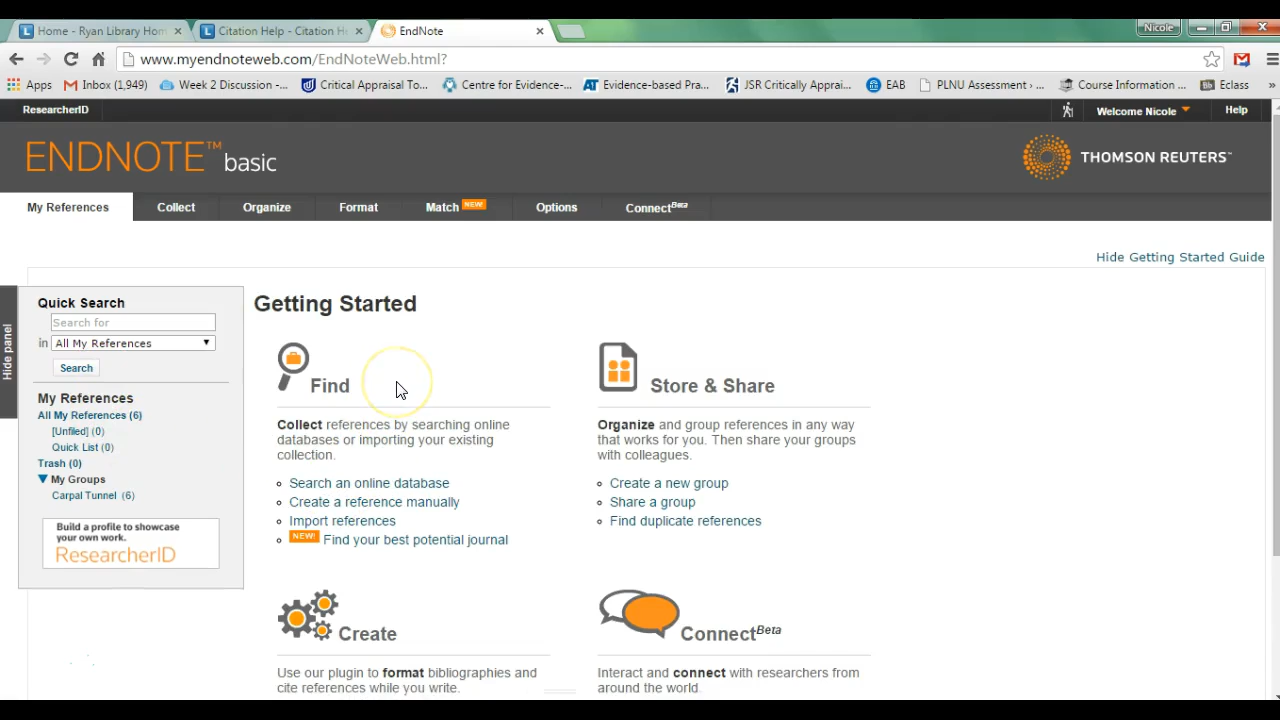 Home - Ryan Library Hom
Citation Help - Citation H
EndNote
Nicole
www.myendnoteweb.com/EndNoteWeb.html?
Apps
Inbox (1,949)
Week 2 Discussion -...
Critical Appraisal To...
Centre for Evidence-...
AT
Evidence-based Pra...
JSR Critically Apprai...
EAB
PLNU Assessment › ...
Course Information ...
Bb
Eclass
»
ResearcherID
Welcome Nicole
Help
ENDNOTE™ basic
THOMSON REUTERS™
My References
Collect
Organize
Format
Match NEW
Options
Connect Beta
Hide Getting Started Guide
Hide panel
Quick Search
Search for
in All My References
Search
My References
All My References (6)
[Unfiled] (0)
Quick List (0)
Trash (0)
My Groups
Carpal Tunnel (6)
Build a profile to showcase
your own work.
ResearcherID
Getting Started
Find
Collect references by searching online
databases or importing your existing
collection.
Search an online database
Create a reference manually
Import references
NEW! Find your best potential journal
Store & Share
Organize and group references in any way
that works for you. Then share your groups
with colleagues.
Create a new group
Share a group
Find duplicate references
Create
Use our plugin to format bibliographies and
cite references while you write.
Connect Beta
Interact and connect with researchers from
around the world.